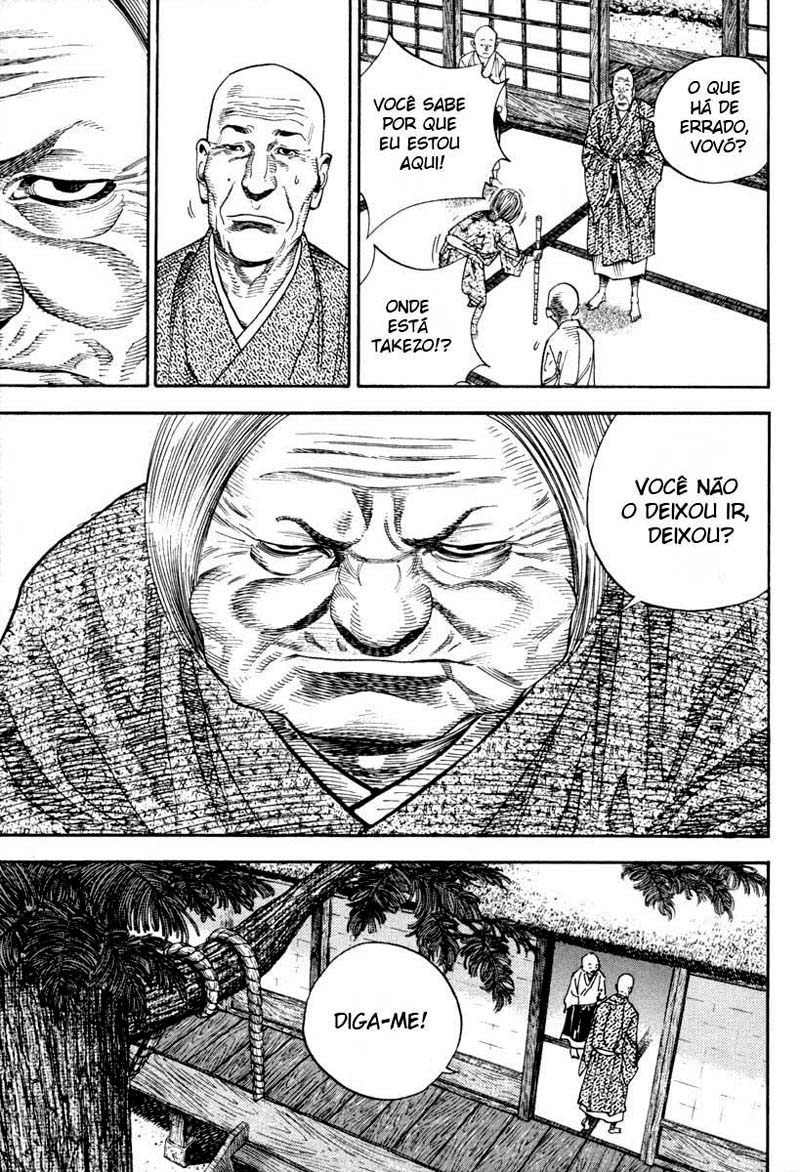 O QUE
HÁ DE
ERRADO,
VOVÓ?
VOCÊ SABE
POR QUE
EU ESTOU
AQUI!
ONDE
ESTÁ
TAKEZO!?
VOCÊ NÃO
O DEIXOU IR,
DEIXOU?
DIGA-ME!